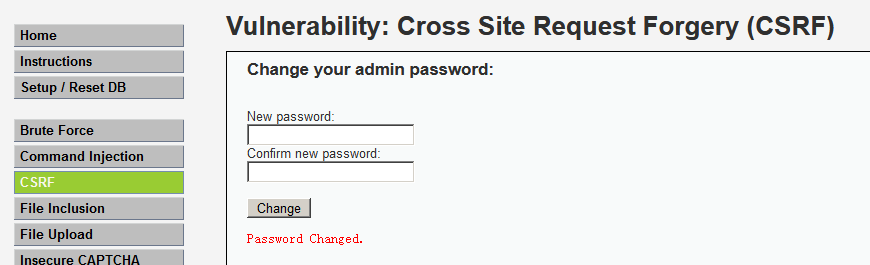 Home
Instructions
Setup / Reset DB
Brute Force
Command Injection
CSRF
File Inclusion
File Upload
Insecure CAPTCHA
Vulnerability: Cross Site Request Forgery (CSRF)
Change your admin password:
New password:
Confirm new password:
Change
Password Changed.